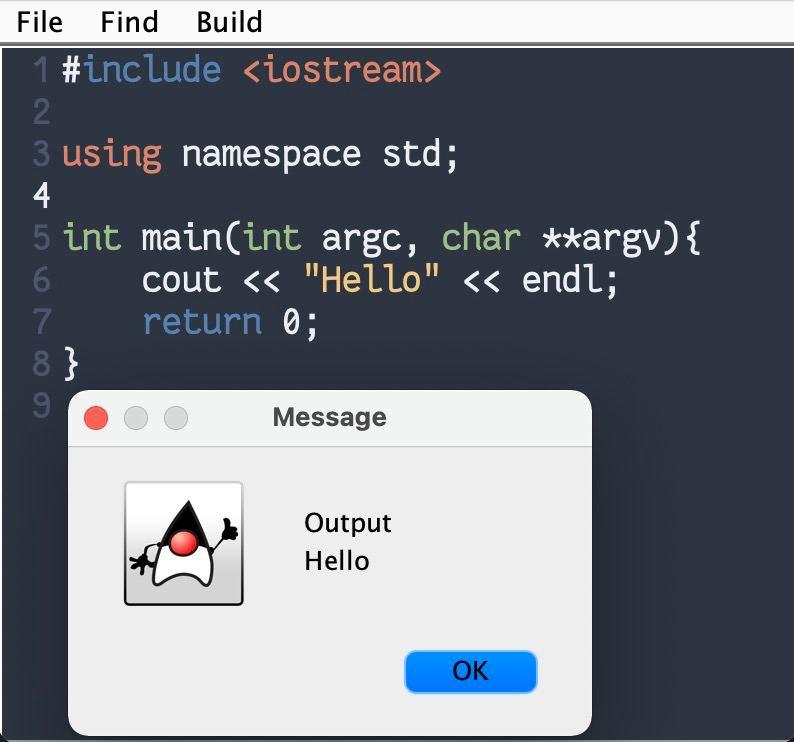 File Find Build
1 #include <iostream>
2
3 using namespace std;
4
5 int main(int argc, char **argv){
6     cout << "Hello" << endl;
7     return 0;
8 }
9
Message
Output
Hello
OK